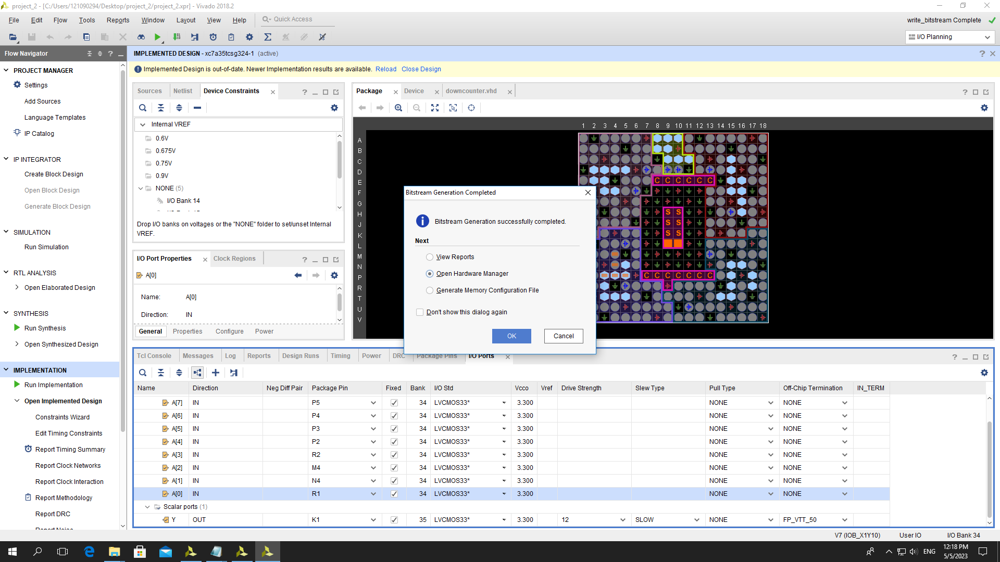 project_2 - [C:/Users/121090294/Desktop/project_2/project_2.xpr] - Vivado 2018.2
File Edit Flow Tools Reports Window Layout View Help Quick Access
write_bitstream Complete
I/O Planning
Flow Navigator
IMPLEMENTED DESIGN - xc7a35tcsg324-1 (active)
Implemented Design is out-of-date. Newer Implementation results are available. Reload Close Design
PROJECT MANAGER
Settings
Add Sources
Language Templates
IP Catalog
IP INTEGRATOR
Create Block Design
Open Block Design
Generate Block Design
SIMULATION
Run Simulation
RTL ANALYSIS
Open Elaborated Design
SYNTHESIS
Run Synthesis
Open Synthesized Design
IMPLEMENTATION
Run Implementation
Open Implemented Design
Constraints Wizard
Edit Timing Constraints
Report Timing Summary
Report Clock Networks
Report Clock Interaction
Report Methodology
Report DRC
Sources Netlist Device Constraints
Internal VREF
0.6V
0.675V
0.75V
0.9V
NONE (5)
I/O Bank 14
Drop I/O banks on voltages or the "NONE" folder to set/unset Internal
VREF.
I/O Port Properties Clock Regions
A[0]
Name: A[0]
Direction: IN
General Properties Configure Power
Package Device downcounter.vhd
1 2 3 4 5 6 7 8 9 10 11 12 13 14 15 16 17 18
A
B
C
D
E
F
G
H
J
K
L
M
N
P
R
T
U
V
C C C C C C
S S
S S
S S
C C C C C C C
Bitstream Generation Completed
Bitstream Generation successfully completed.
Next
View Reports
Open Hardware Manager
Generate Memory Configuration File
Don't show this dialog again
OK Cancel
Tcl Console Messages Log Reports Design Runs Timing Power DRC Package Pins I/O Ports
Name Direction Neg Diff Pair Package Pin Fixed Bank I/O Std Vcco Vref Drive Strength Slew Type Pull Type Off-Chip Termination IN_TERM
A[7] IN P5 34 LVCMOS33* 3.300 NONE NONE
A[6] IN P4 34 LVCMOS33* 3.300 NONE NONE
A[5] IN P3 34 LVCMOS33* 3.300 NONE NONE
A[4] IN P2 34 LVCMOS33* 3.300 NONE NONE
A[3] IN R2 34 LVCMOS33* 3.300 NONE NONE
A[2] IN M4 34 LVCMOS33* 3.300 NONE NONE
A[1] IN N4 34 LVCMOS33* 3.300 NONE NONE
A[0] IN R1 34 LVCMOS33* 3.300 NONE NONE
Scalar ports (1)
Y OUT K1 35 LVCMOS33* 3.300 12 SLOW NONE FP_VTT_50
V7 (IOB_X1Y10) User IO I/O Bank 34
ENG
12:18 PM
5/5/2023